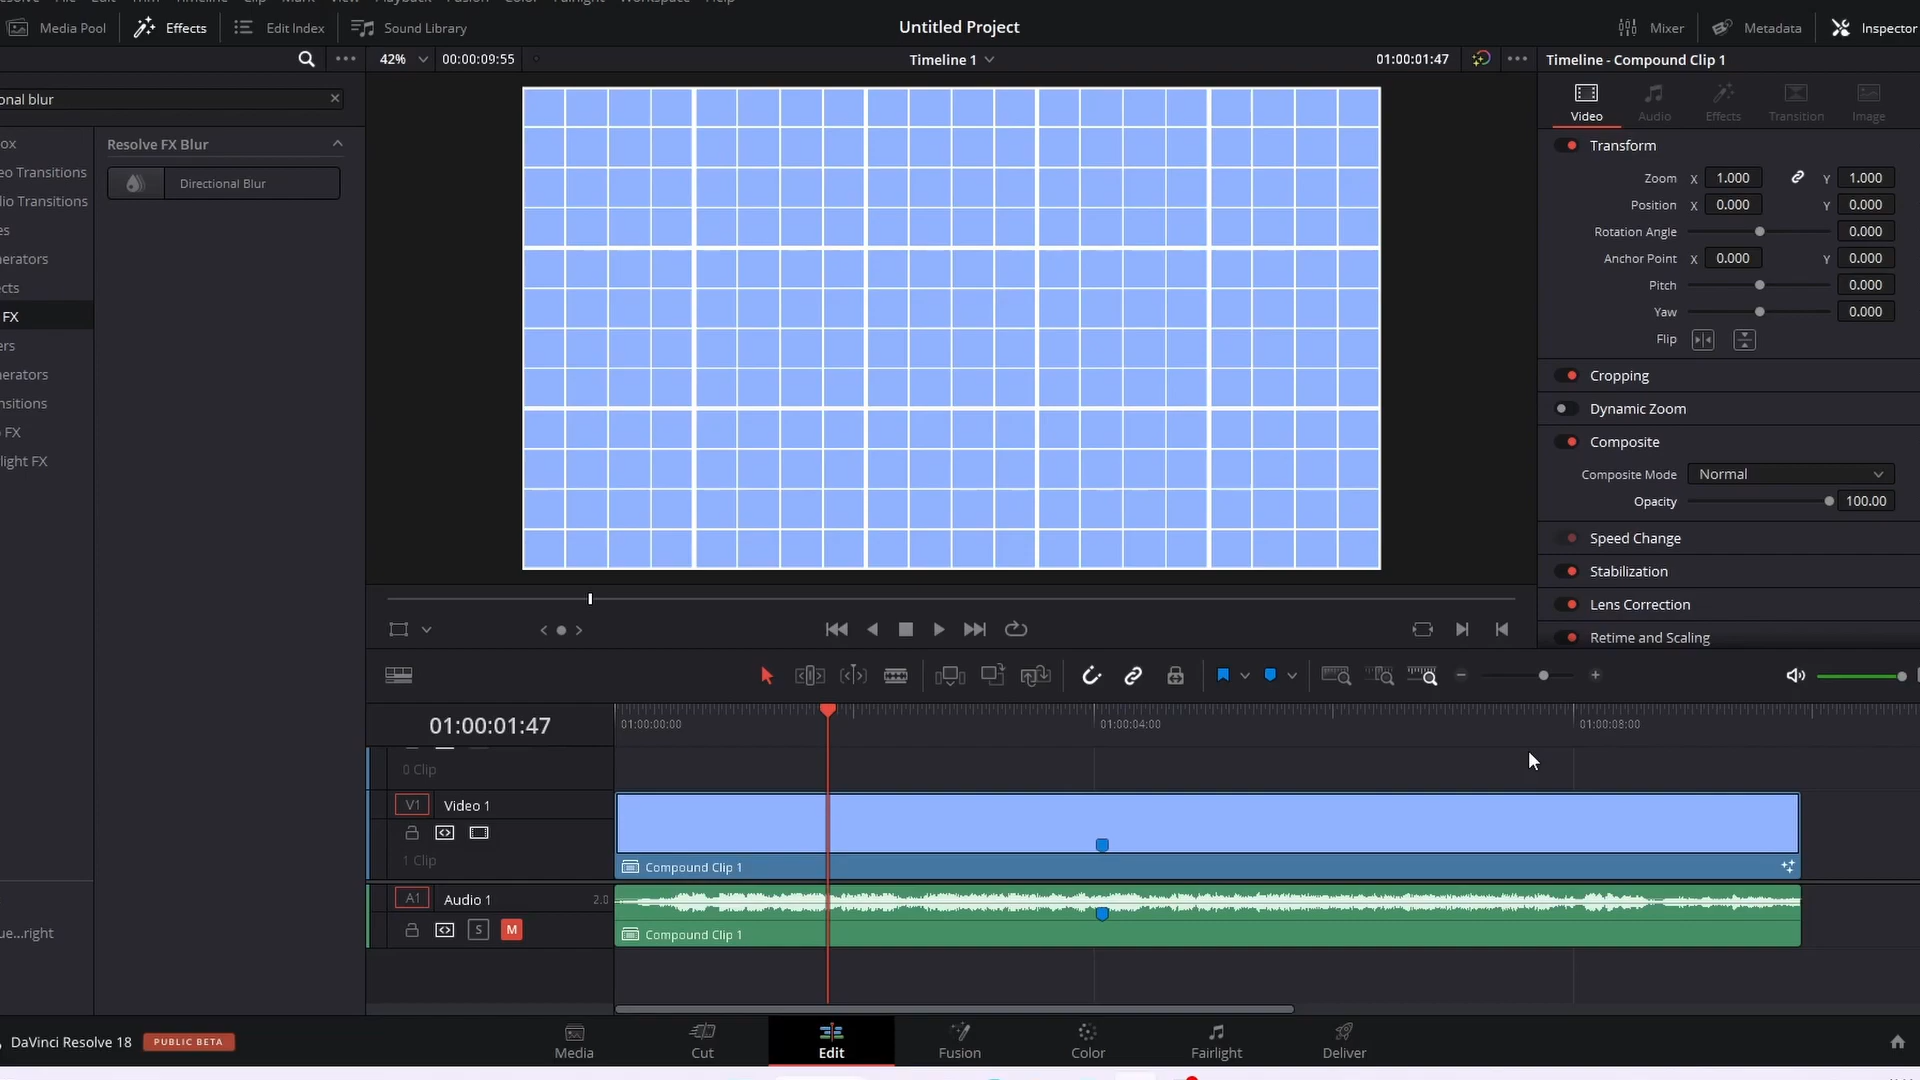 Media Pool
Effects
Edit Index
Sound Library
Untitled Project
Mixer
Metadata
Inspector
42%
00:00:09:55
Timeline 1
01:00:01:47
Timeline - Compound Clip 1
onal blur
Video
Audio
Effects
Transition
Image
ox
eo Transitions
dio Transitions
es
nerators
ects
FX
ers
nerators
nsitions
FX
light FX
Resolve FX Blur
Directional Blur
Transform
Zoom X 1.000 Y 1.000
Position X 0.000 Y 0.000
Rotation Angle 0.000
Anchor Point X 0.000 Y 0.000
Pitch 0.000
Yaw 0.000
Flip
Cropping
Dynamic Zoom
Composite
Composite Mode Normal
Opacity 100.00
Speed Change
Stabilization
Lens Correction
Retime and Scaling
01:00:01:47
01:00:00:00
01:00:04:00
01:00:08:00
0 Clip
V1 Video 1
1 Clip
Compound Clip 1
A1 Audio 1 2.0
S M
Compound Clip 1
ue...right
DaVinci Resolve 18
PUBLIC BETA
Media
Cut
Edit
Fusion
Color
Fairlight
Deliver